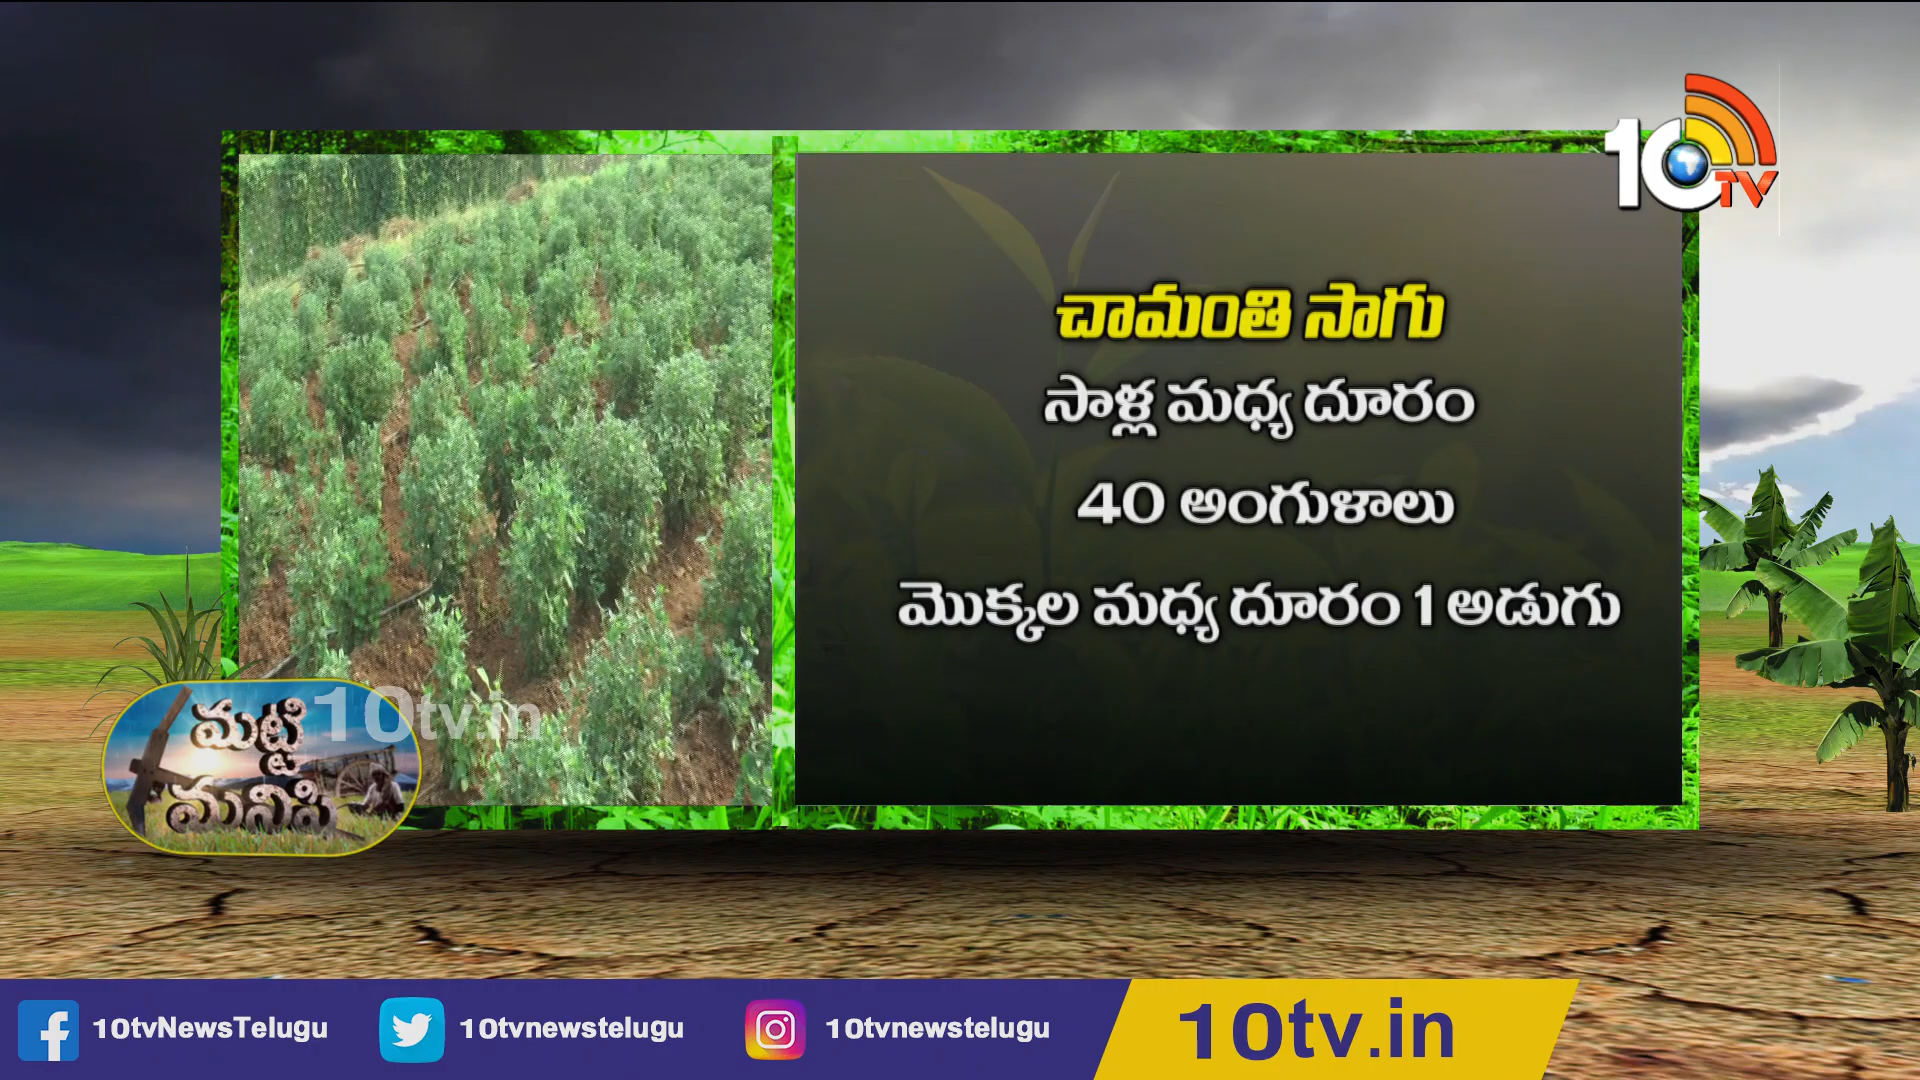 10TV
చామంతి సాగు
సాళ్ల మధ్య దూరం
40 అంగుళాలు
మొక్కల మధ్య దూరం 1 అడుగు
10tv.in
మట్టి
మనిషి
10tvNewsTelugu
10tvnewstelugu
10tvnewstelugu
10tv.in